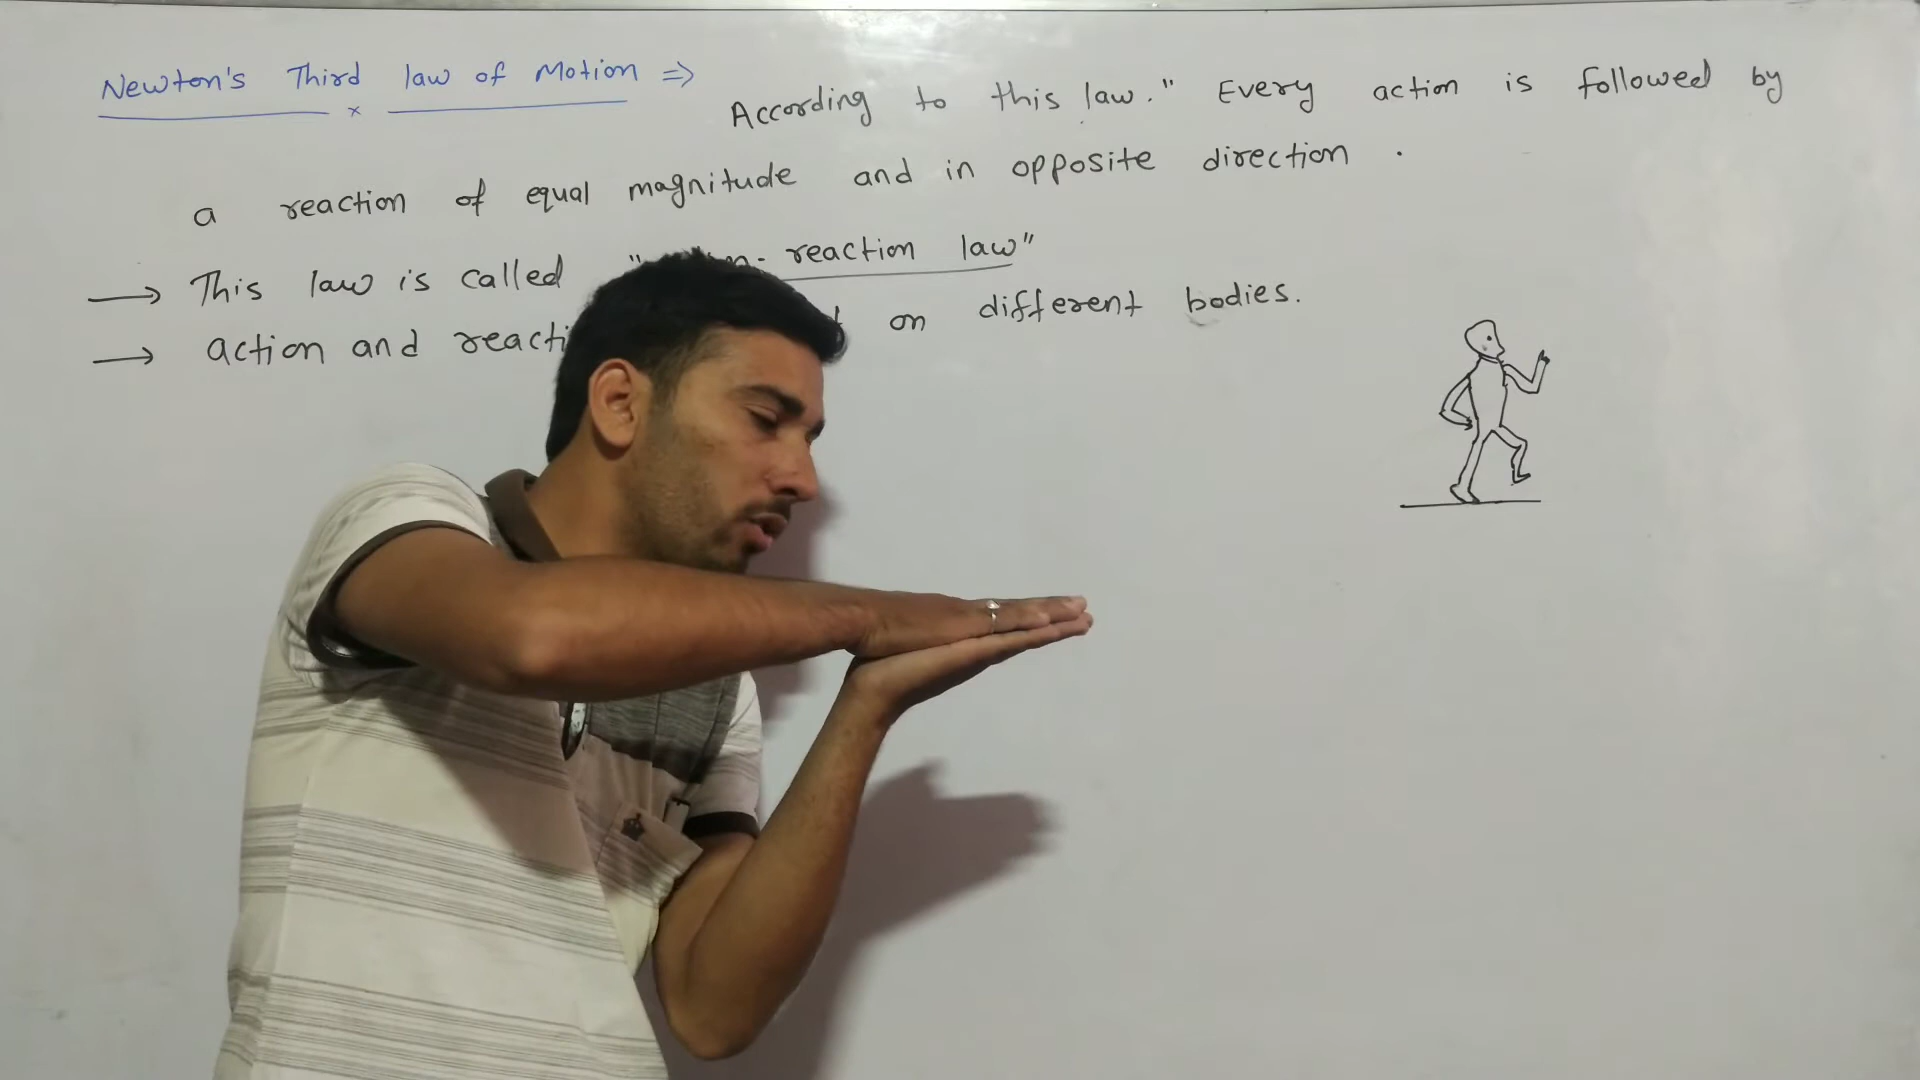 Newton's Third law of Motion ⇒ According to this law." Every action is followed by
a reaction of equal magnitude and in opposite direction.
→ This law is called " reaction law"
→ action and on different bodies.